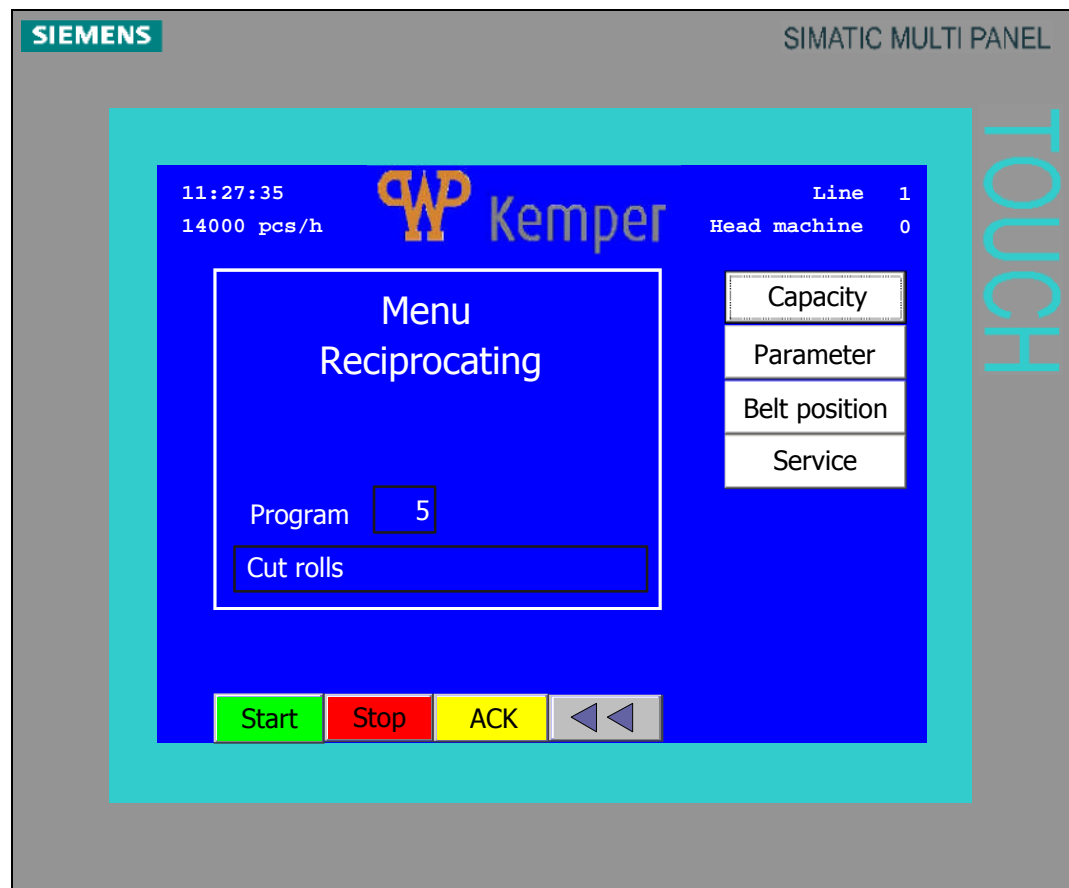 SIEMENS
SIMATIC MULTI PANEL
TOUCH
11:27:35
14000 pcs/h
WP Kemper
Line 1
Head machine 0
Menu
Reciprocating
Program 5
Cut rolls
Capacity
Parameter
Belt position
Service
Start
Stop
ACK